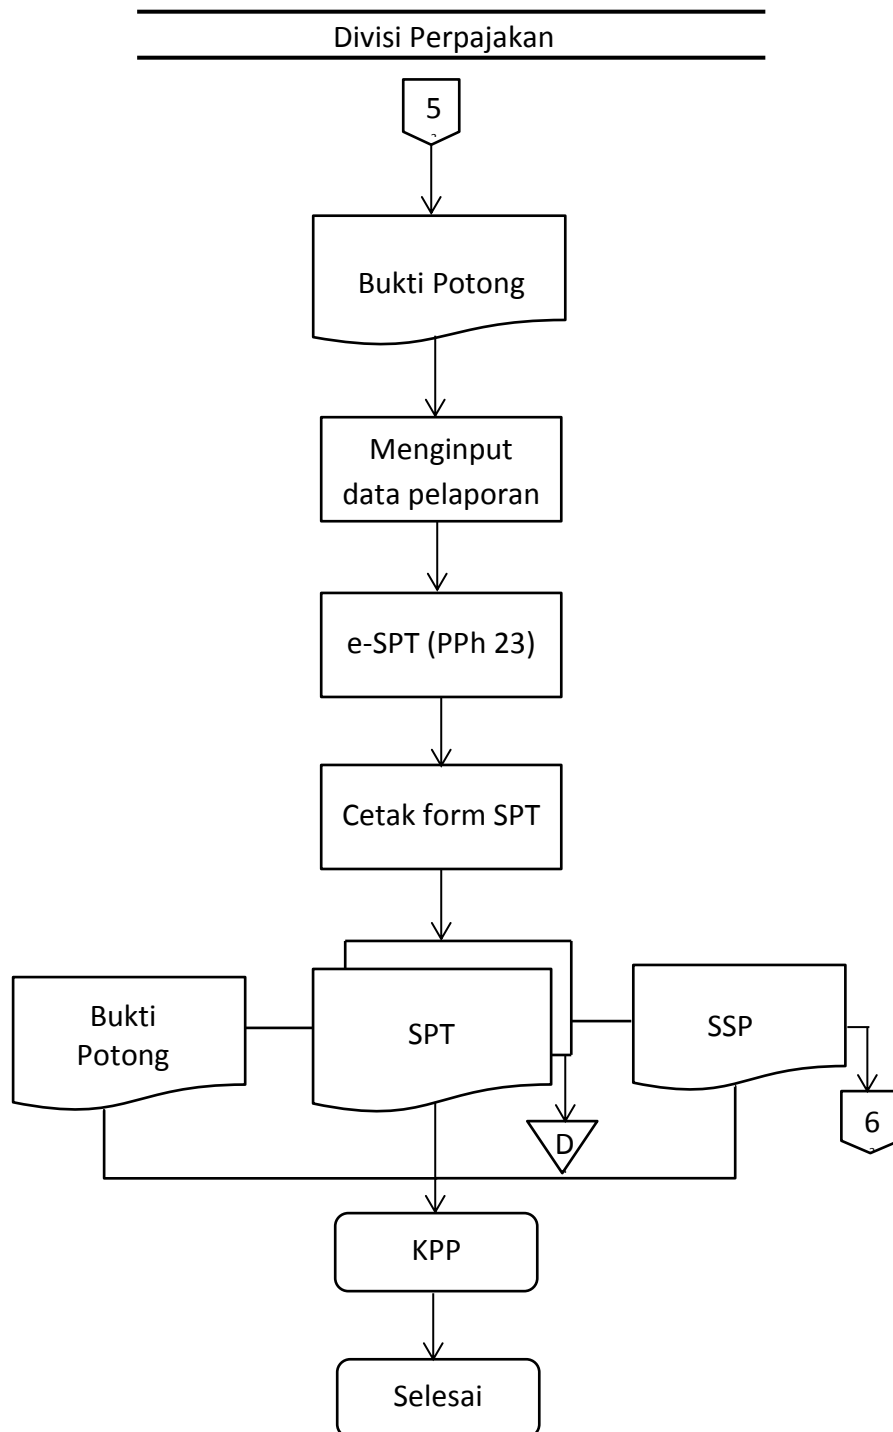 Divisi Perpajakan
5
Bukti Potong
Menginput
data pelaporan
e-SPT (PPh 23)
Cetak form SPT
Bukti
Potong
SPT
SSP
D
6
KPP
Selesai